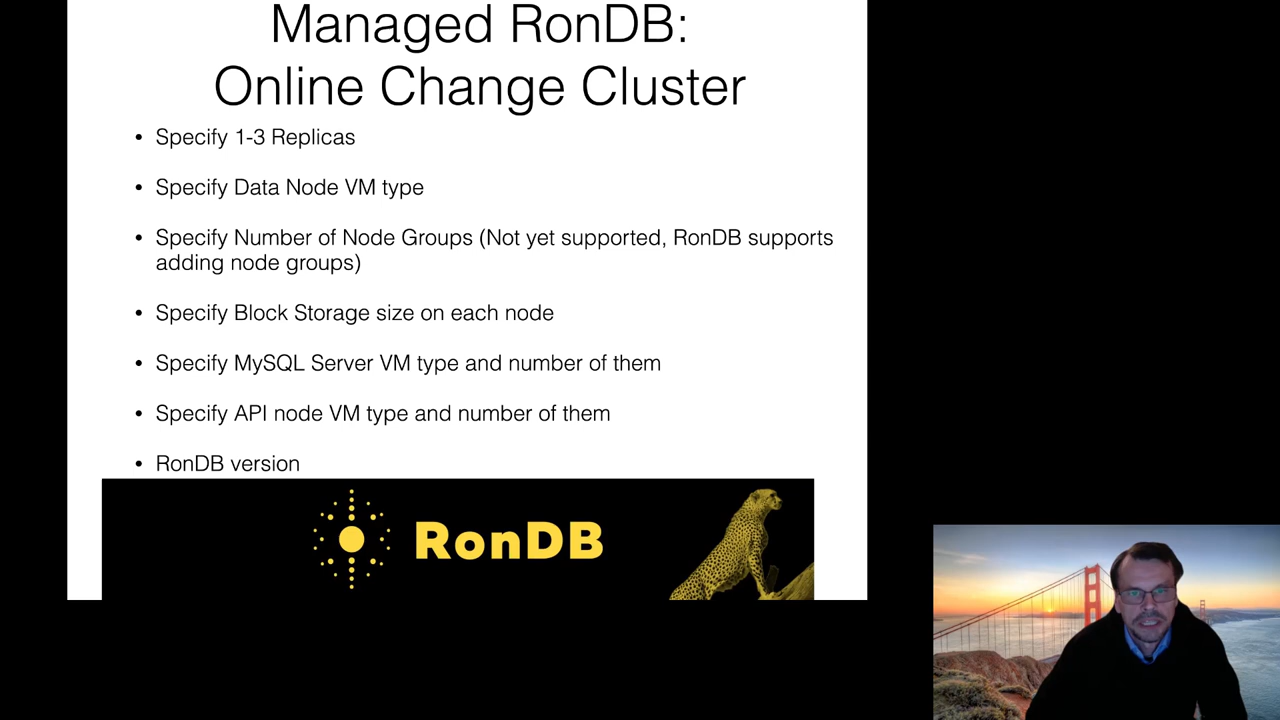 Managed RonDB:
Online Change Cluster
• Specify 1-3 Replicas
• Specify Data Node VM type
• Specify Number of Node Groups (Not yet supported, RonDB supports
adding node groups)
• Specify Block Storage size on each node
• Specify MySQL Server VM type and number of them
• Specify API node VM type and number of them
• RonDB version
RonDB